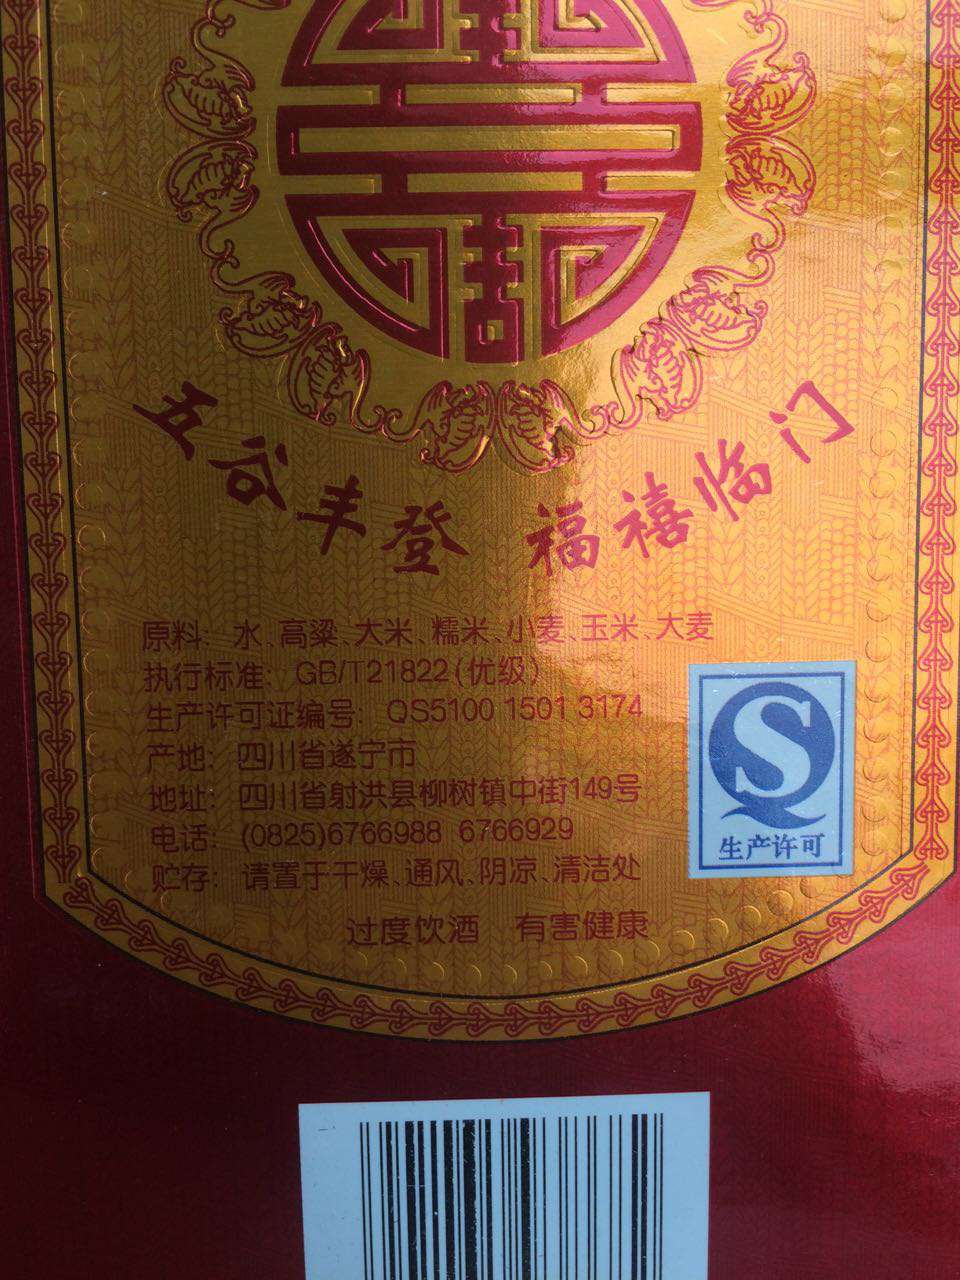 五谷丰登 福禧临门
原料: 水、高粱、大米、糯米、小麦、玉米、大麦
执行标准: GB/T21822(优级)
生产许可证编号: QS5100 1501 3174
产地: 四川省遂宁市
地址: 四川省射洪县柳树镇中街149号
电话: (0825)6766988 6766929
贮存: 请置于干燥、通风、阴凉、清洁处
生产许可
过度饮酒 有害健康